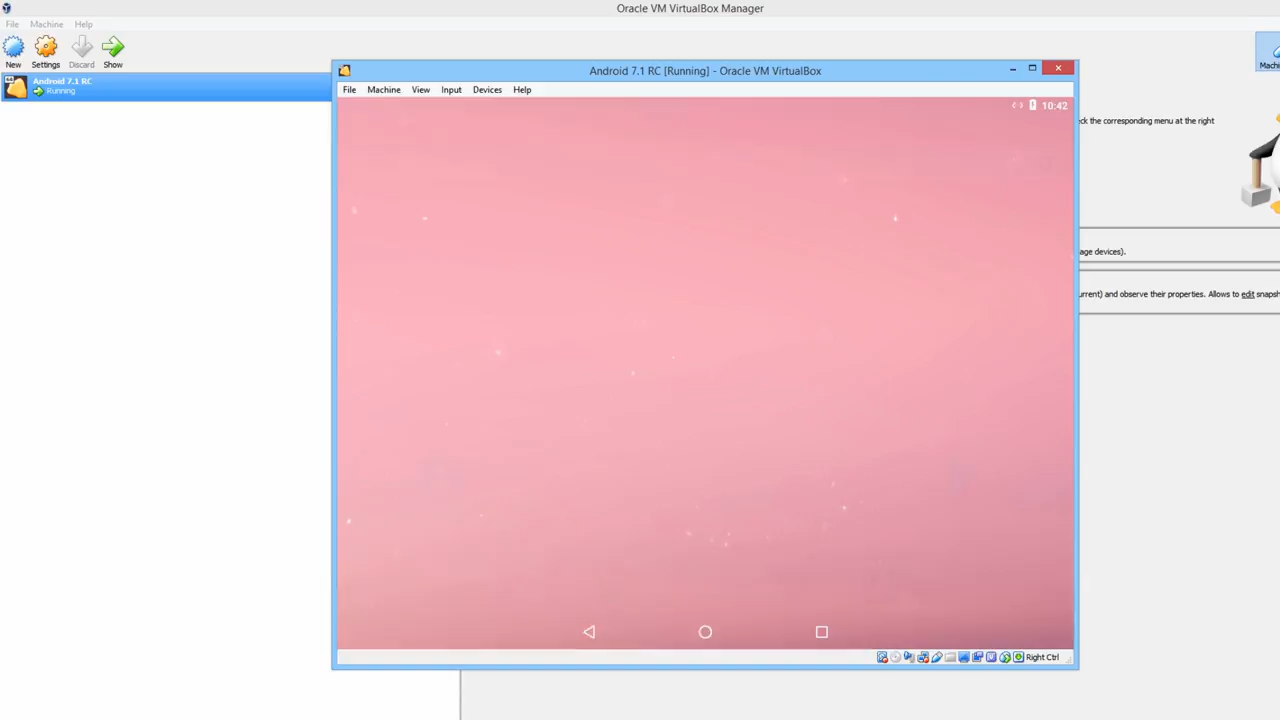 Oracle VM VirtualBox Manager
File Machine Help
New Settings Discard Show
64
Android 7.1 RC
Running
Android 7.1 RC [Running] - Oracle VM VirtualBox
File Machine View Input Devices Help
10:42
ck the corresponding menu at the right
age devices).
urrent) and observe their properties. Allows to edit snapsh
Machi
Right Ctrl